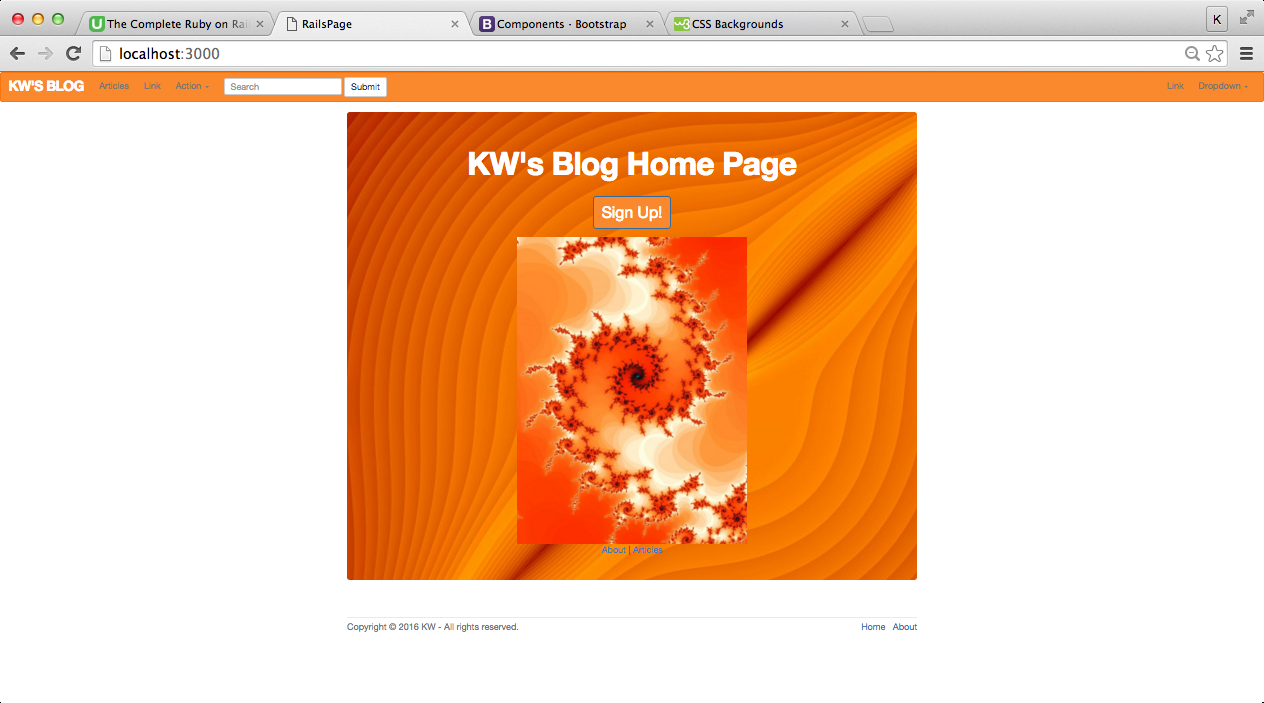 The Complete Ruby on Rai
RailsPage
Components · Bootstrap
w3 CSS Backgrounds
K
localhost:3000
KW'S BLOG Articles Link Action Search Submit Link Dropdown
KW's Blog Home Page
Sign Up!
About | Articles
Copyright © 2016 KW - All rights reserved. Home About